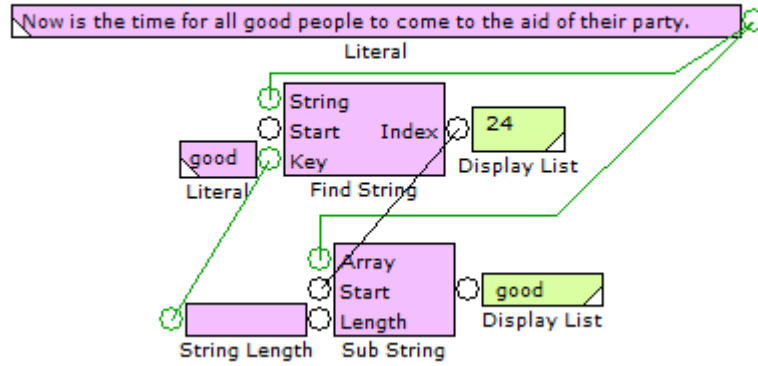 Now is the time for all good people to come to the aid of their party.
Literal
String
Start Index
Key
24
Display List
good
Literal
Find String
Array
Start
Length
good
Display List
String Length
Sub String